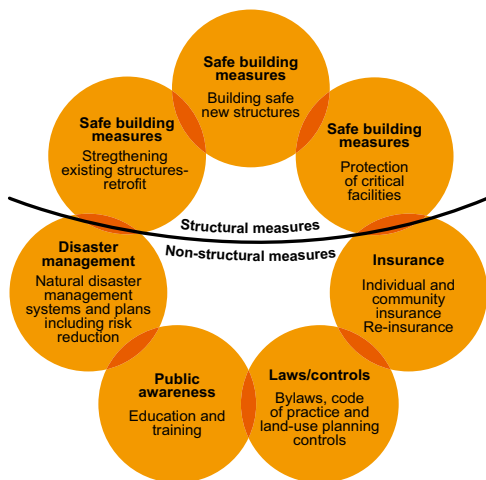 Safe building
measures
Building safe
new structures
Safe building
measures
Stregthening
existing structures-
retrofit
Safe building
measures
Protection
of critical
facilities
Structural measures
Non-structural measures
Disaster
management
Natural disaster
management
systems and plans
including risk
reduction
Insurance
Individual and
community
insurance
Re-insurance
Public
awareness
Education and
training
Laws/controls
Bylaws, code
of practice and
land-use planning
controls